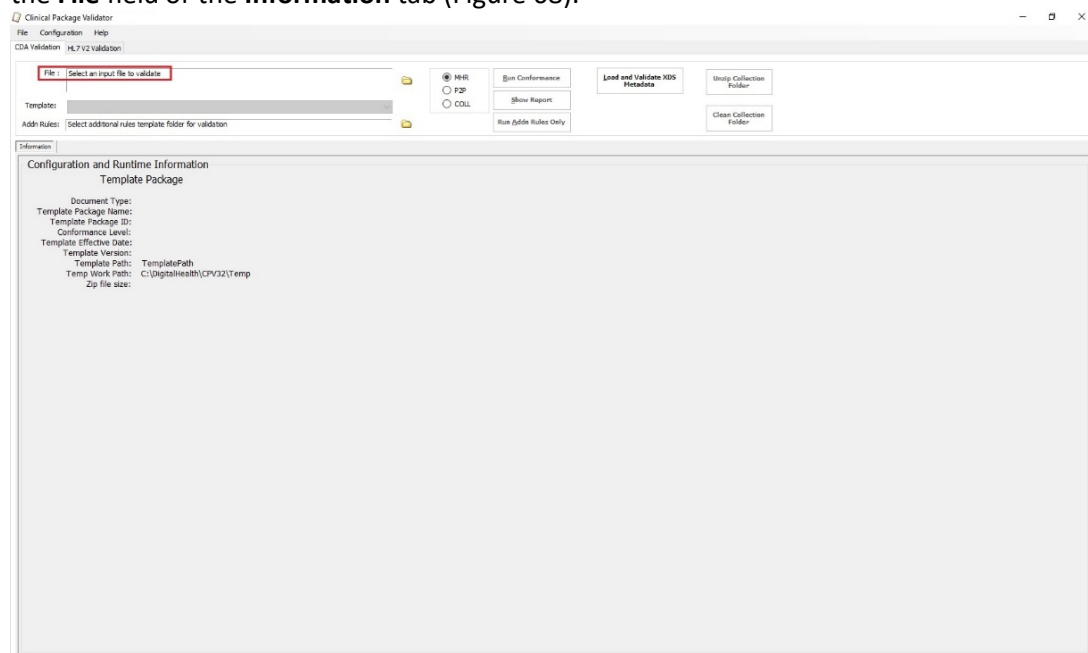 the File field of the Information tab (Figure 68).
Clinical Package Validator
File Configuration Help
CDA Validation HL7 V2 Validation
File : Select an input file to validate
MHR
P2P
COLL
Run Conformance
Show Report
Run Addn Rules Only
Load and Validate XDS
Metadata
Unzip Collection
Folder
Clean Collection
Folder
Template:
Addn Rules: Select additional rules template folder for validation
Information
Configuration and Runtime Information
Template Package
Document Type:
Template Package Name:
Template Package ID:
Conformance Level:
Template Effective Date:
Template Version:
Template Path: TemplatePath
Temp Work Path: C:\DigitalHealth\CPV32\Temp
Zip file size: